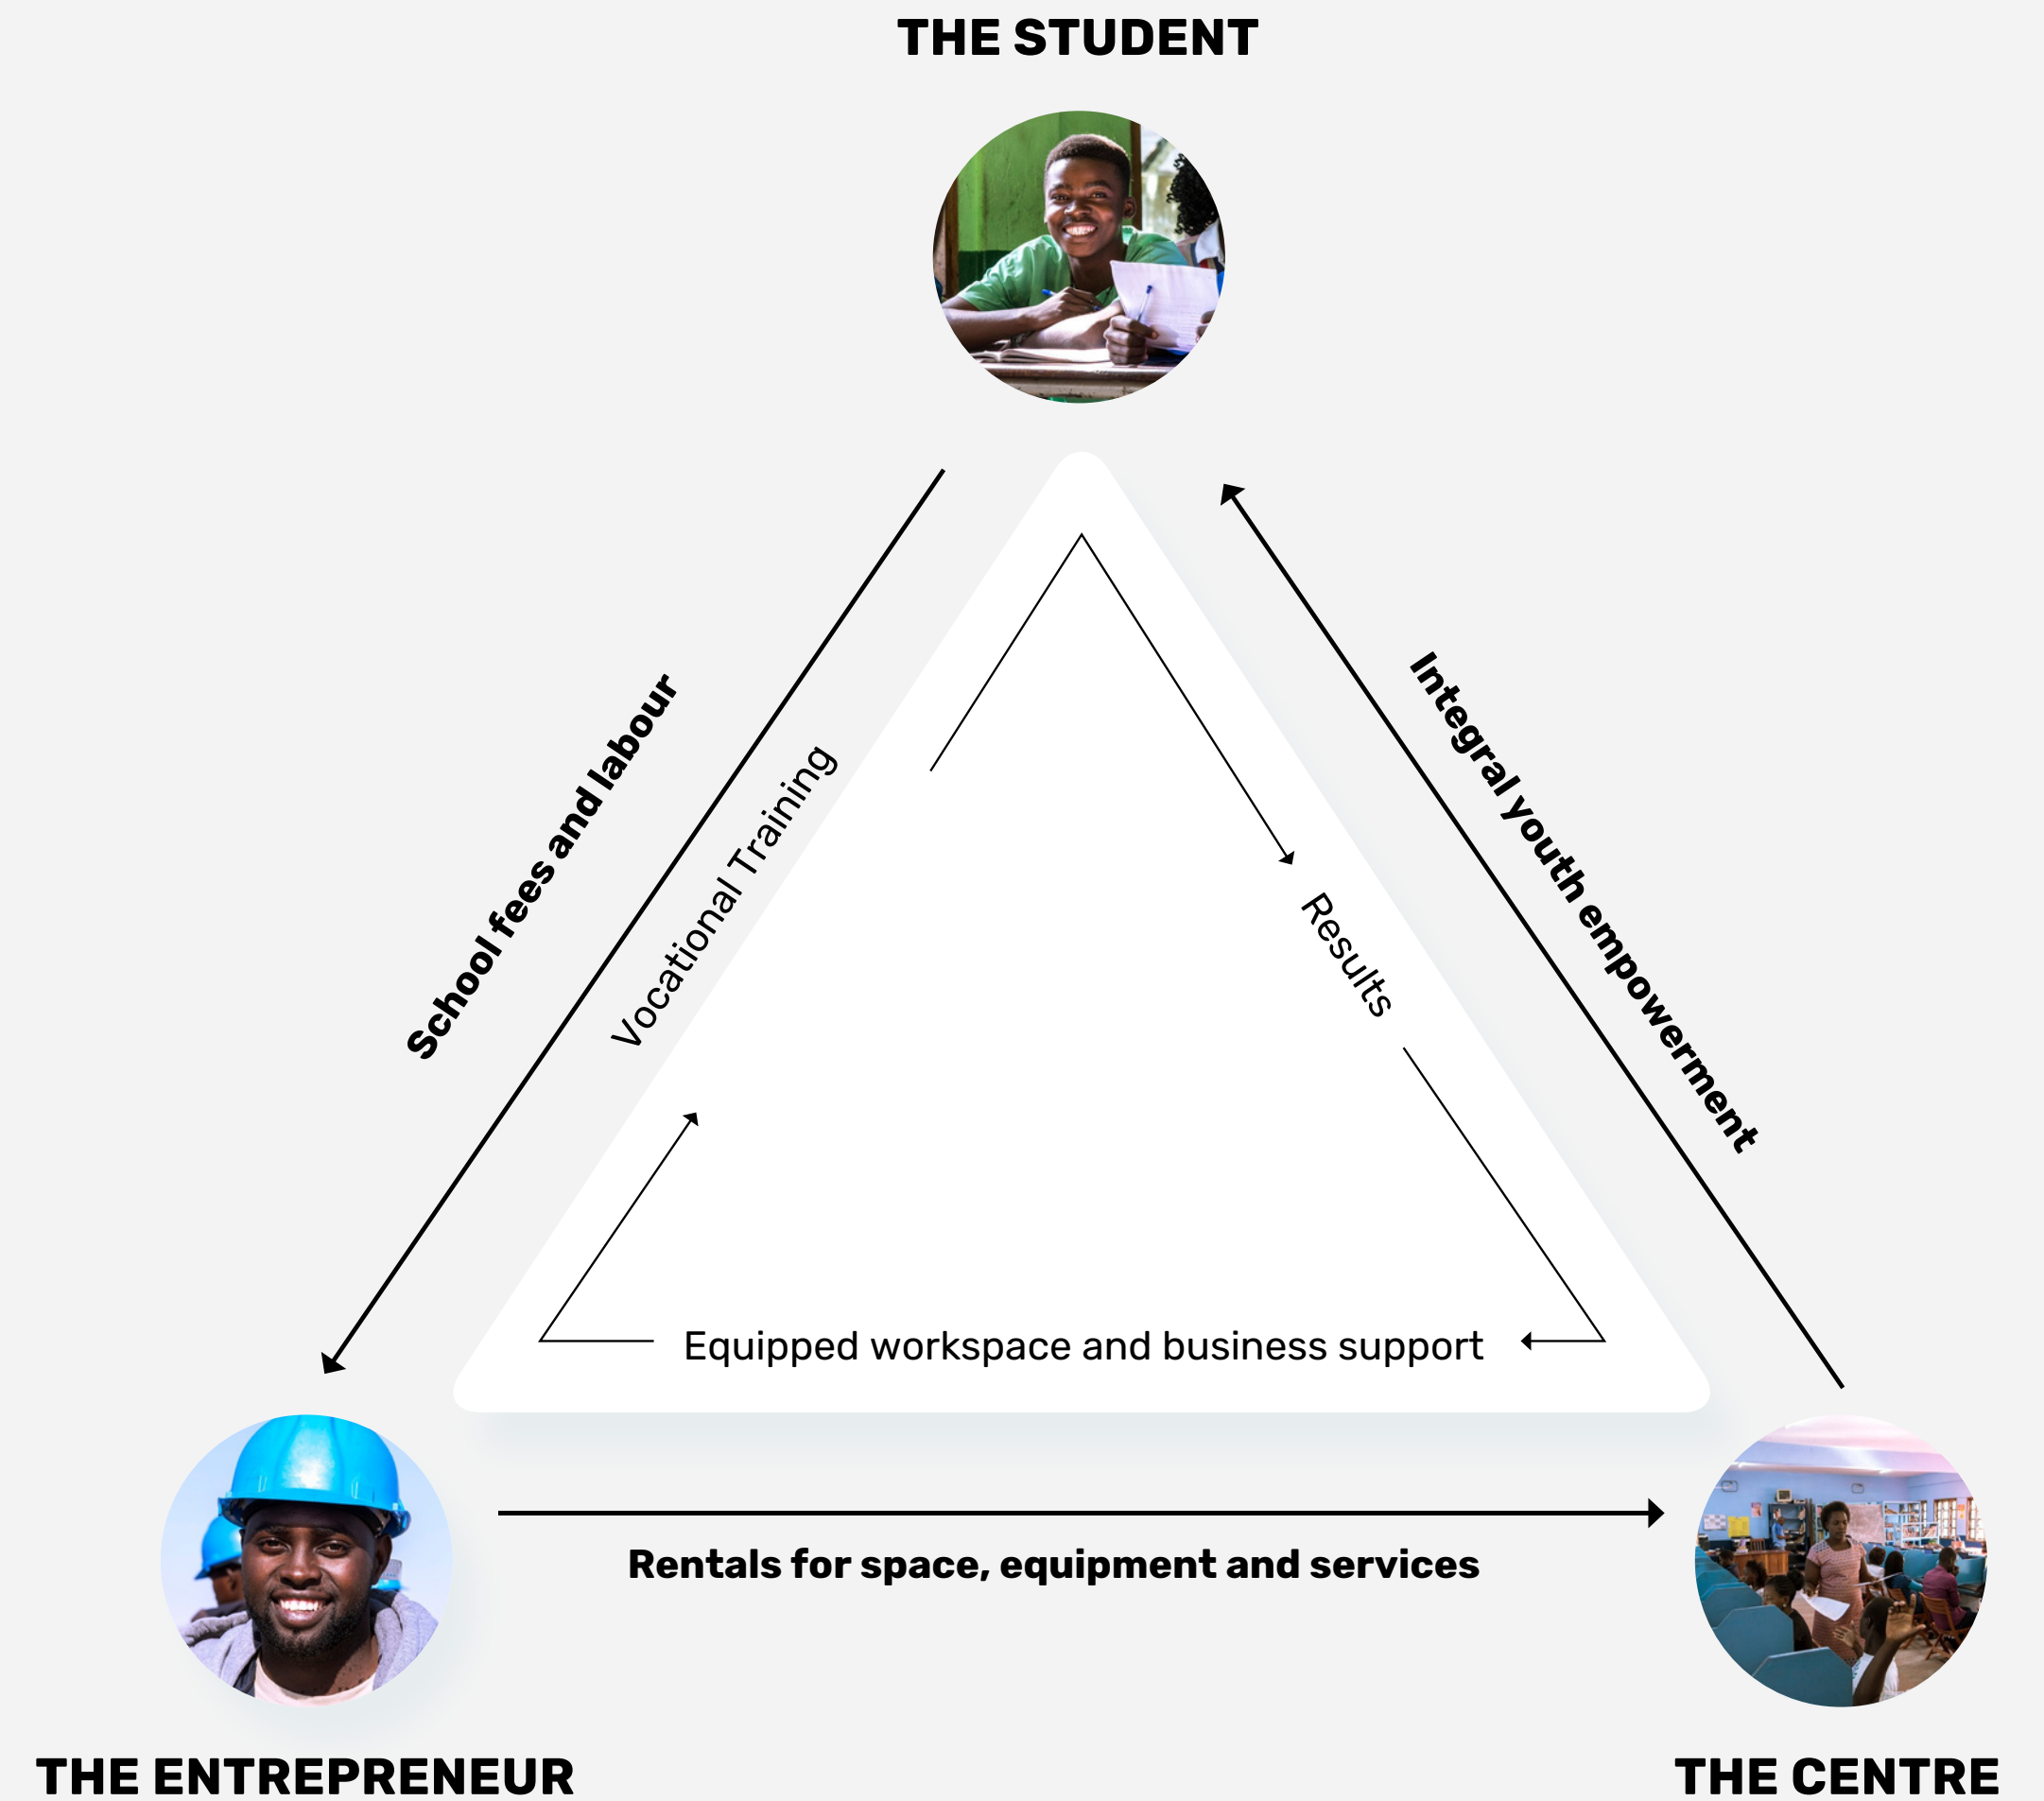 THE STUDENT
School fees and labour
Vocational Training
Results
Integral youth empowerment
Equipped workspace and business support
Rentals for space, equipment and services
THE ENTREPRENEUR
THE CENTRE